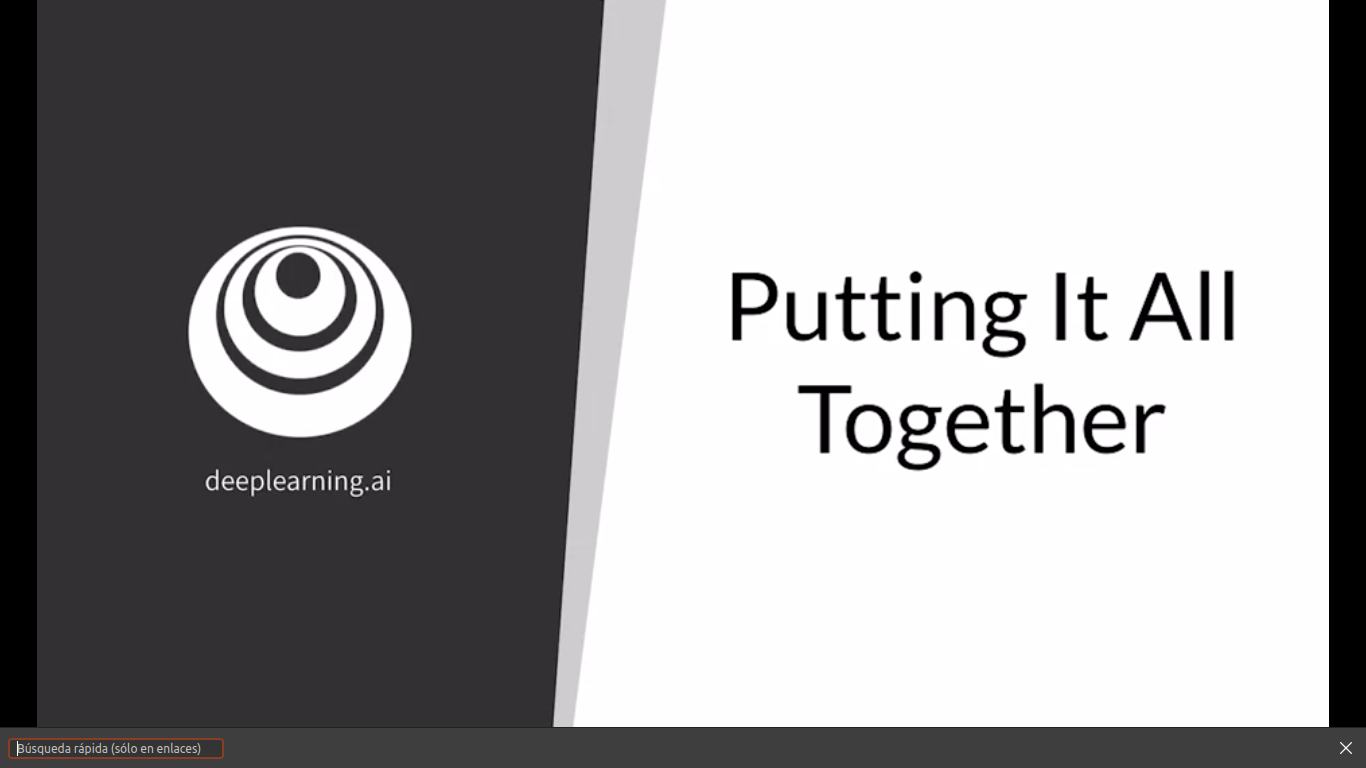 deeplearning.ai
Putting It All
Together
Búsqueda rápida (sólo en enlaces)